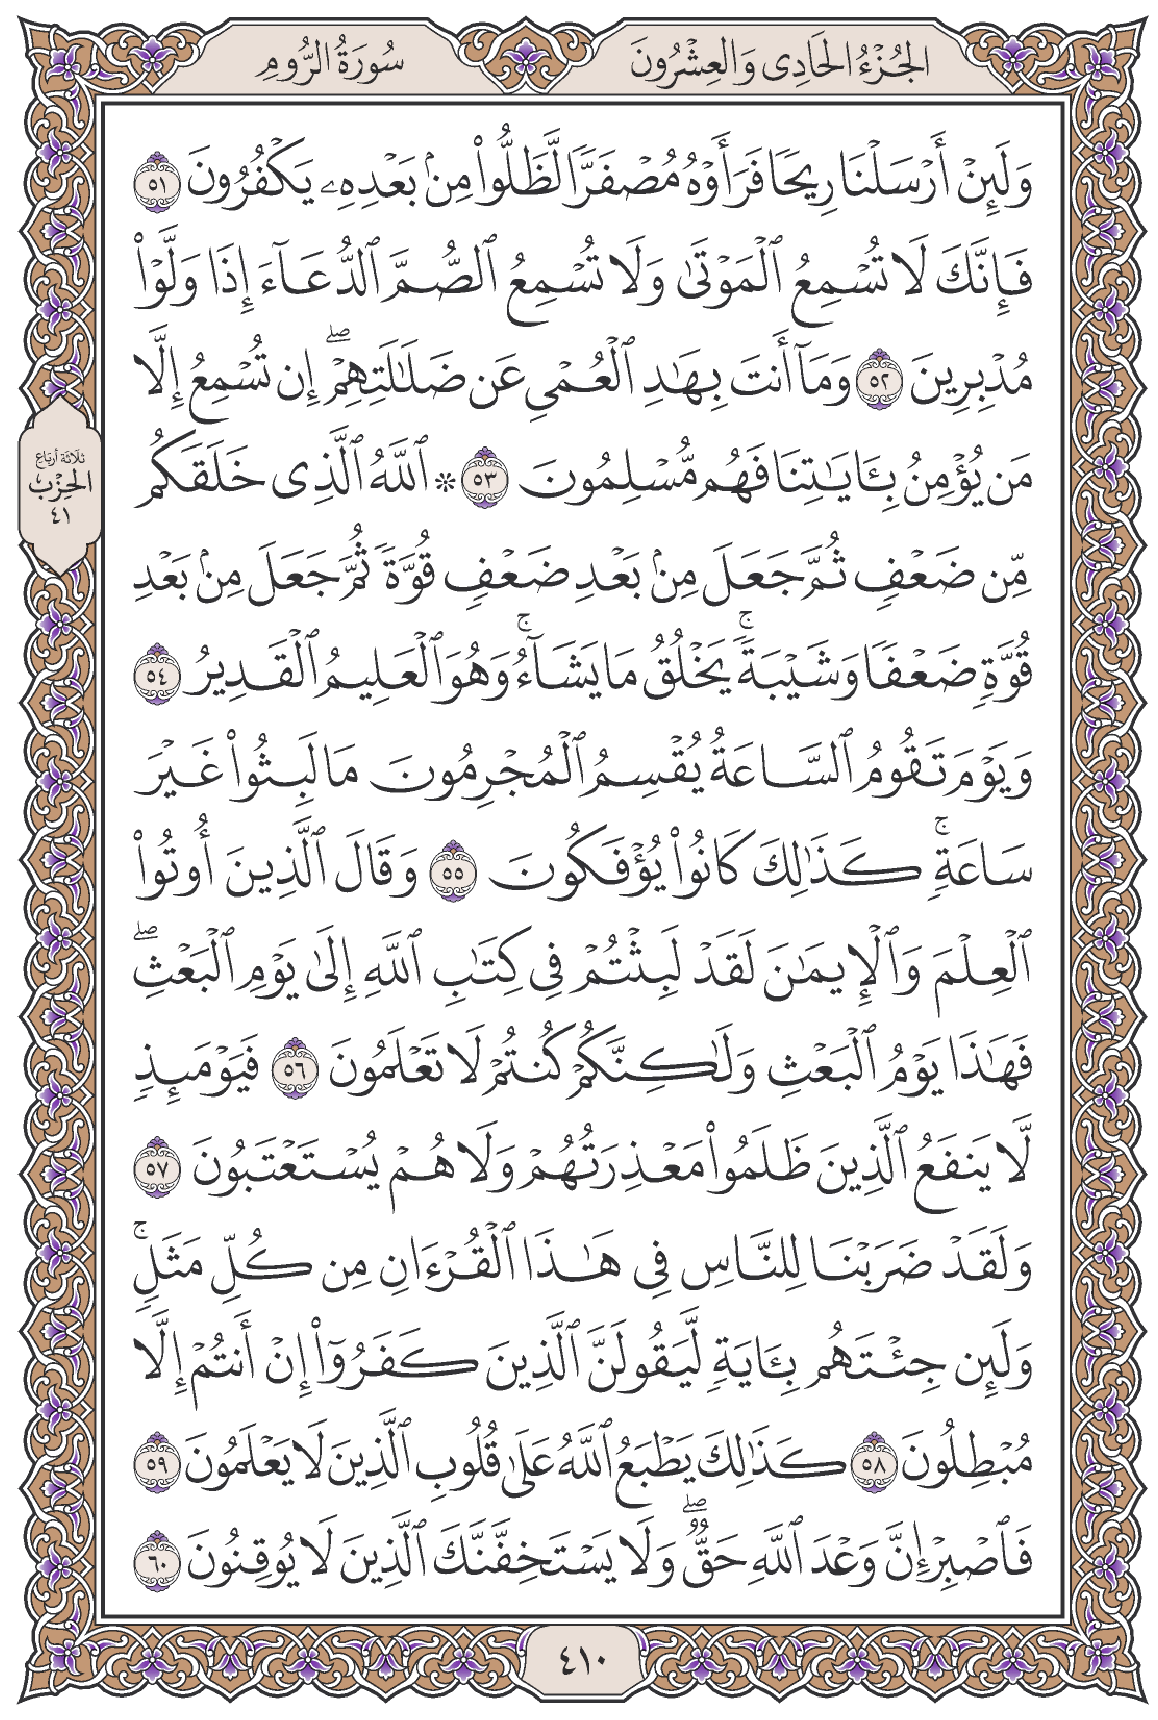 الجُزْءُ الحَادِى وَالعِشْرُونَ
سُورَةُ الرُّومِ
وَلَئِنْ أَرْسَلْنَا رِيحًا فَرَأَوْهُ مُصْفَرًّا لَّظَلُّوا۟ مِنۢ بَعْدِهِۦ يَكْفُرُونَ ٥١
فَإِنَّكَ لَا تُسْمِعُ ٱلْمَوْتَىٰ وَلَا تُسْمِعُ ٱلصُّمَّ ٱلدُّعَآءَ إِذَا وَلَّوْا۟
مُدْبِرِينَ ٥٢ وَمَآ أَنتَ بِهَٰدِ ٱلْعُمْىِ عَن ضَلَٰلَتِهِمْ ۖ إِن تُسْمِعُ إِلَّا
مَن يُؤْمِنُ بِـَٔايَٰتِنَا فَهُم مُّسْلِمُونَ ٥٣ ۞ ٱللَّهُ ٱلَّذِى خَلَقَكُم
مِّن ضَعْفٍ ثُمَّ جَعَلَ مِنۢ بَعْدِ ضَعْفٍ قُوَّةً ثُمَّ جَعَلَ مِنۢ بَعْدِ
قُوَّةٍ ضَعْفًا وَشَيْبَةً ۚ يَخْلُقُ مَا يَشَآءُ ۚ وَهُوَ ٱلْعَلِيمُ ٱلْقَدِيرُ ٥٤
وَيَوْمَ تَقُومُ ٱلسَّاعَةُ يُقْسِمُ ٱلْمُجْرِمُونَ مَا لَبِثُوا۟ غَيْرَ
سَاعَةٍ ۚ كَذَٰلِكَ كَانُوا۟ يُؤْفَكُونَ ٥٥ وَقَالَ ٱلَّذِينَ أُوتُوا۟
ٱلْعِلْمَ وَٱلْإِيمَٰنَ لَقَدْ لَبِثْتُمْ فِى كِتَٰبِ ٱللَّهِ إِلَىٰ يَوْمِ ٱلْبَعْثِ ۖ
فَهَٰذَا يَوْمُ ٱلْبَعْثِ وَلَٰكِنَّكُمْ كُنتُمْ لَا تَعْلَمُونَ ٥٦ فَيَوْمَئِذٍ
لَّا يَنفَعُ ٱلَّذِينَ ظَلَمُوا۟ مَعْذِرَتُهُمْ وَلَا هُمْ يُسْتَعْتَبُونَ ٥٧
وَلَقَدْ ضَرَبْنَا لِلنَّاسِ فِى هَٰذَا ٱلْقُرْءَانِ مِن كُلِّ مَثَلٍ ۚ
وَلَئِن جِئْتَهُم بِـَٔايَةٍ لَّيَقُولَنَّ ٱلَّذِينَ كَفَرُوٓا۟ إِنْ أَنتُمْ إِلَّا
مُبْطِلُونَ ٥٨ كَذَٰلِكَ يَطْبَعُ ٱللَّهُ عَلَىٰ قُلُوبِ ٱلَّذِينَ لَا يَعْلَمُونَ ٥٩
فَٱصْبِرْ إِنَّ وَعْدَ ٱللَّهِ حَقٌّ ۖ وَلَا يَسْتَخِفَّنَّكَ ٱلَّذِينَ لَا يُوقِنُونَ ٦٠
ثلاثة أرباع
الحِزْب
٤١
٤١٠